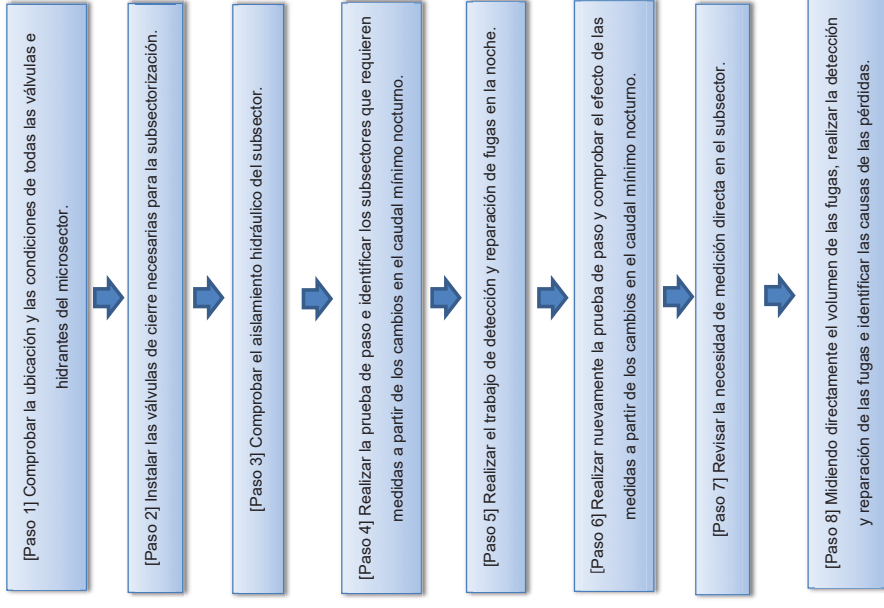 [Paso 1] Comprobar la ubicación y las condiciones de todas las válvulas e
hidrantes del microsector.
[Paso 2] Instalar las válvulas de cierre necesarias para la subsectorización.
[Paso 3] Comprobar el aislamiento hidráulico del subsector.
[Paso 4] Realizar la prueba de paso e identificar los subsectores que requieren
medidas a partir de los cambios en el caudal mínimo nocturno.
[Paso 5] Realizar el trabajo de detección y reparación de fugas en la noche.
[Paso 6] Realizar nuevamente la prueba de paso y comprobar el efecto de las
medidas a partir de los cambios en el caudal mínimo nocturno.
[Paso 7] Revisar la necesidad de medición directa en el subsector.
[Paso 8] Midiendo directamente el volumen de las fugas, realizar la detección
y reparación de las fugas e identificar las causas de las pérdidas.